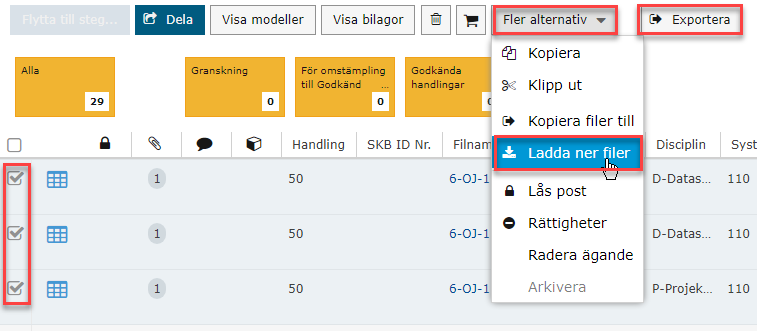 Flytta till steg... Dela Visa modeller Visa bilagor Fler alternativ Exportera
Kopiera
Klipp ut
Kopiera filer till
Ladda ner filer
Lås post
Rättigheter
Radera ägande
Arkivera
Alla
29
Granskning
0
För omstämpling
till Godkänd ...
0
Godkända
handlingar
Handling SKB ID Nr. Filnam Disciplin Syst
1 50 6-OJ-1 D-Datas... 110
1 50 6-OJ-1 D-Datas... 110
1 50 6-OJ-1 P-Projek... 110